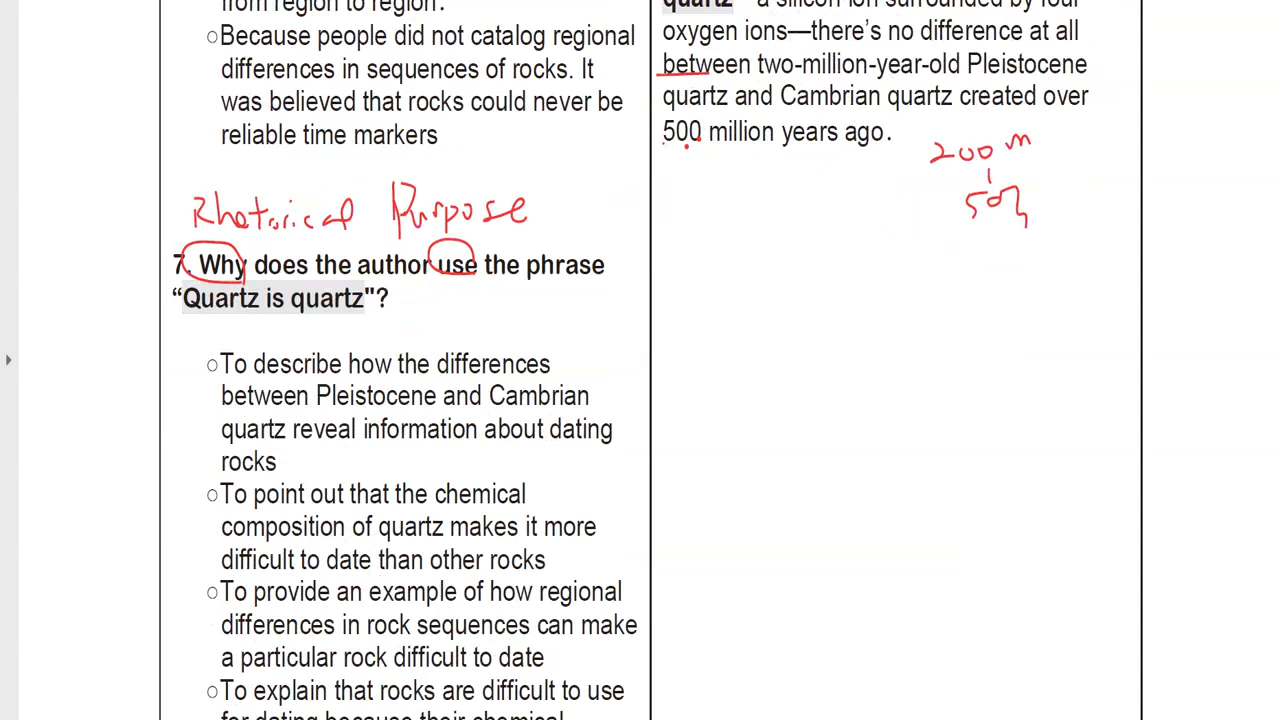 from region to region.
Because people did not catalog regional
differences in sequences of rocks. It
was believed that rocks could never be
reliable time markers
Rhetorical Purpose
7. Why does the author use the phrase
“Quartz is quartz"?
To describe how the differences
between Pleistocene and Cambrian
quartz reveal information about dating
rocks
To point out that the chemical
composition of quartz makes it more
difficult to date than other rocks
To provide an example of how regional
differences in rock sequences can make
a particular rock difficult to date
To explain that rocks are difficult to use
for dating because their chemical
quartz—a silicon ion surrounded by four
oxygen ions—there’s no difference at all
between two-million-year-old Pleistocene
quartz and Cambrian quartz created over
500 million years ago.
200 m